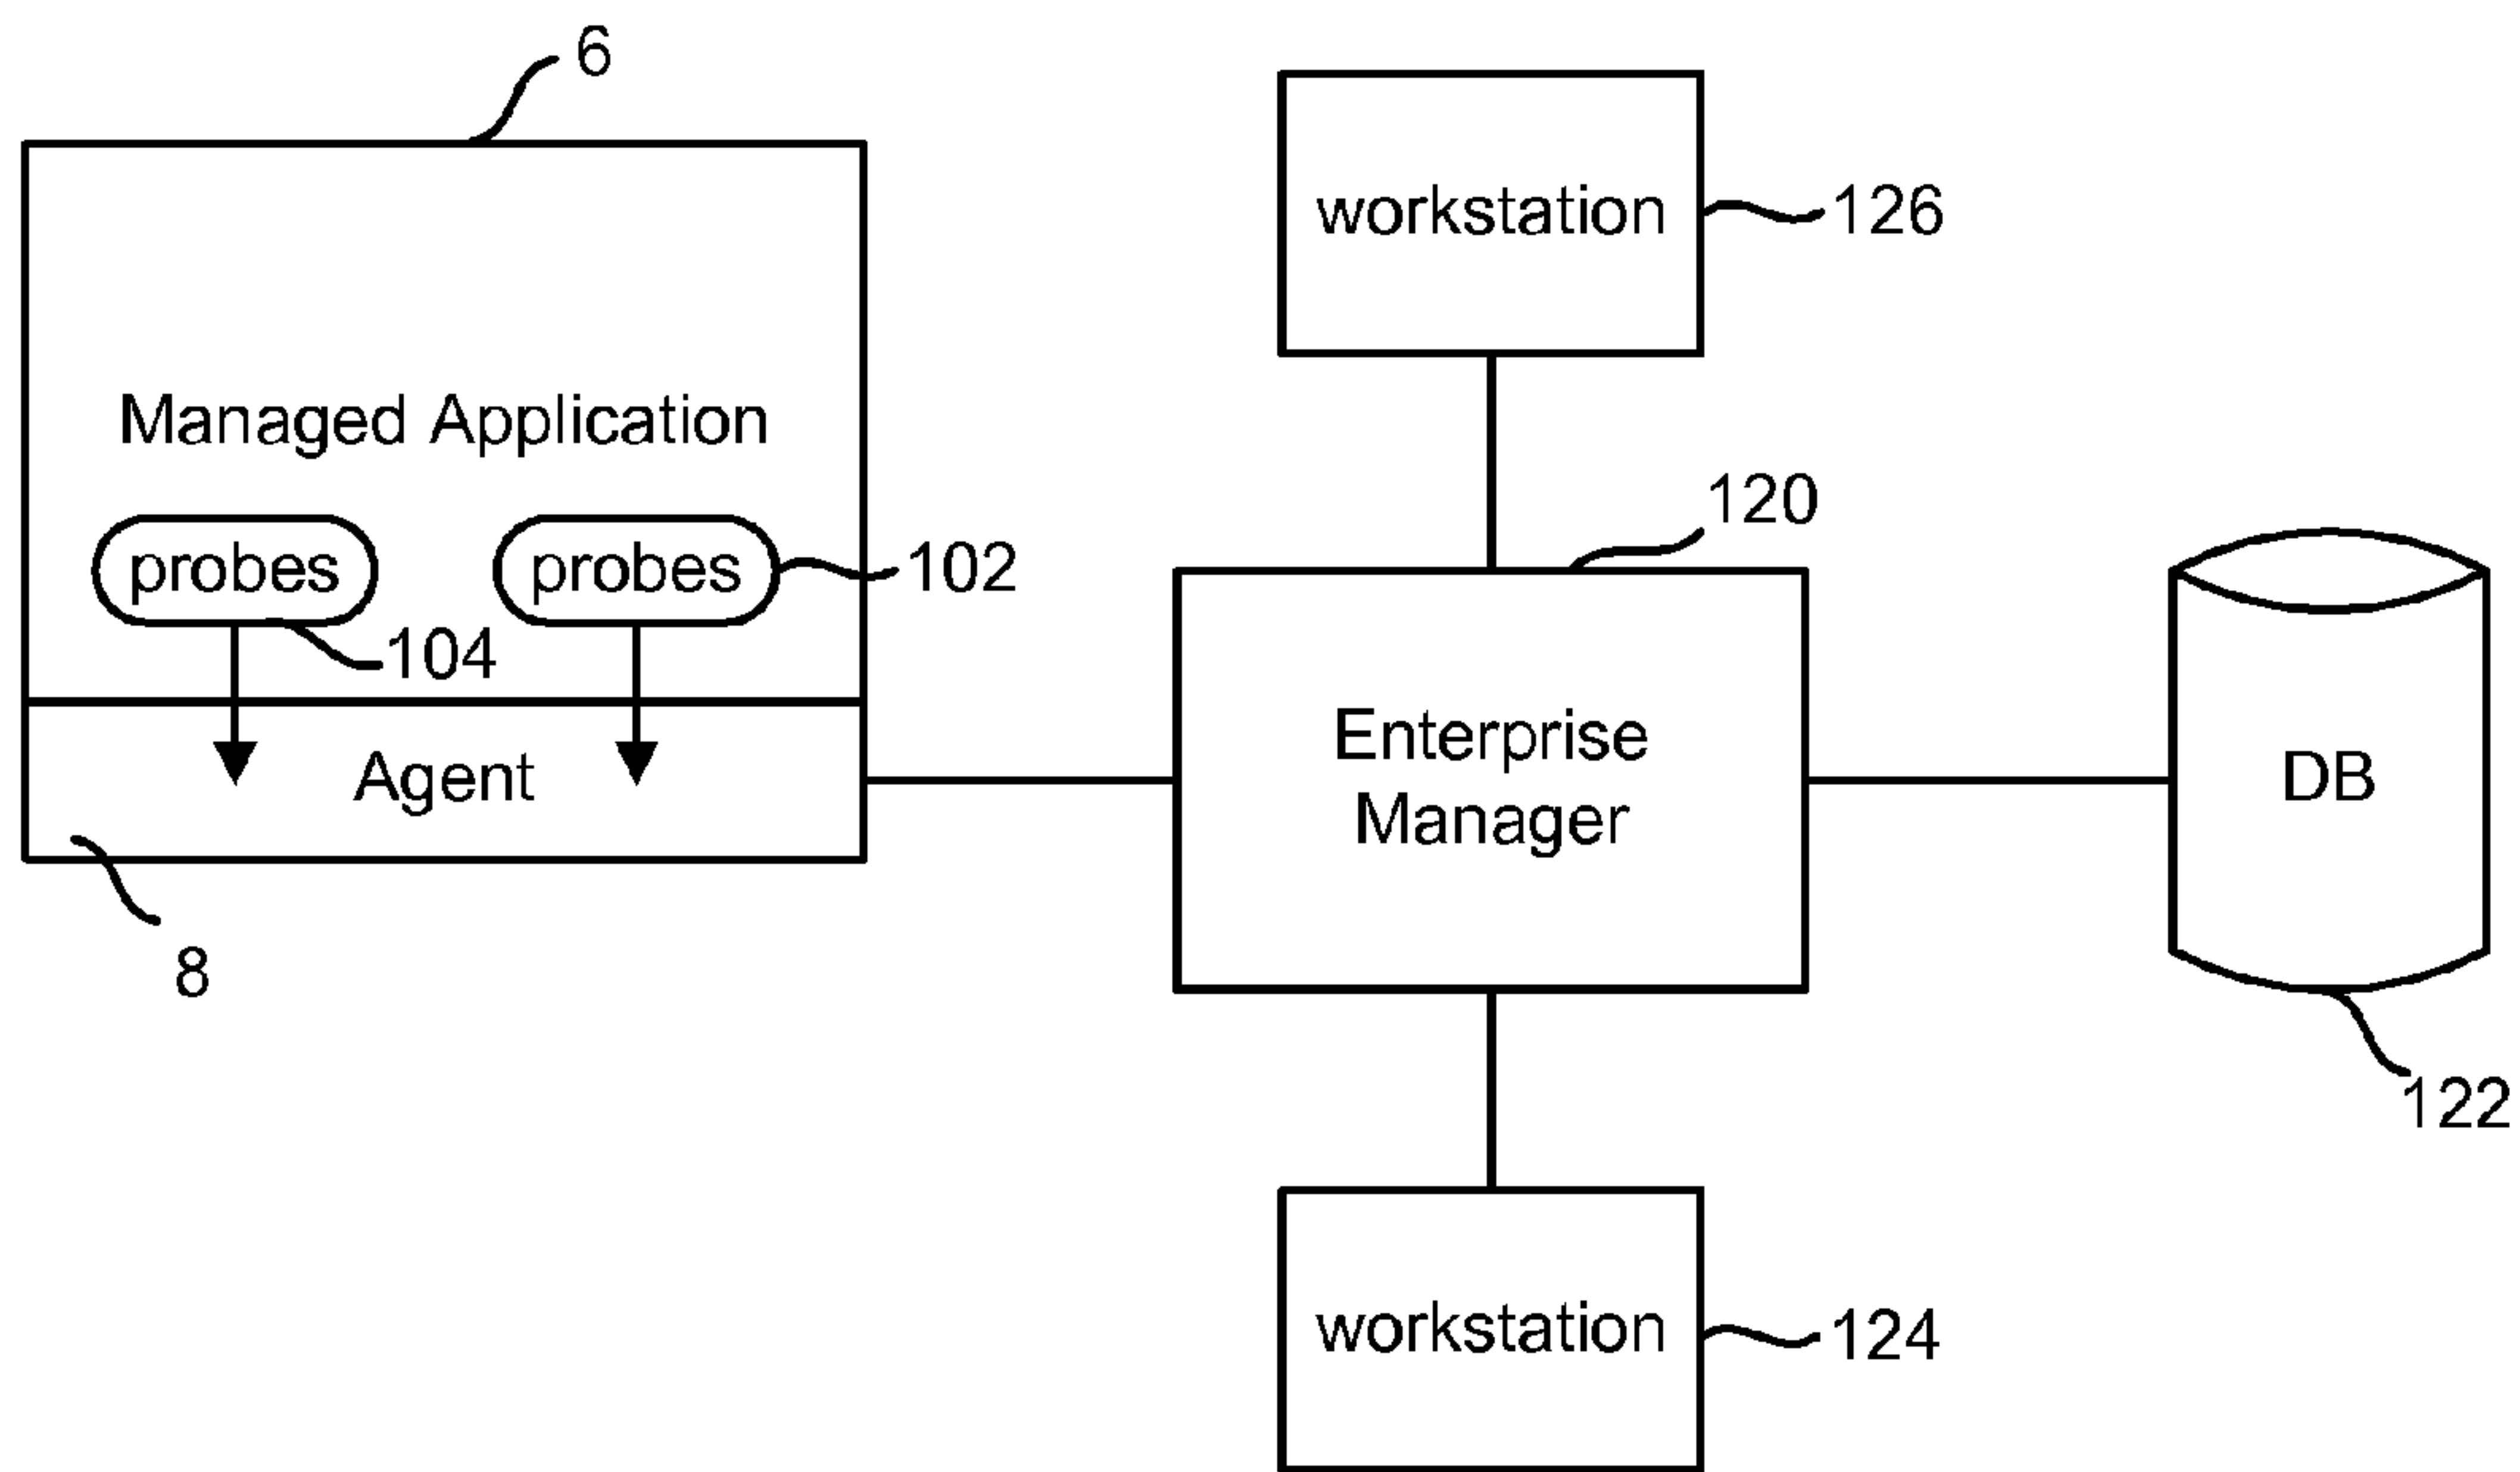 6
workstation
126
Managed Application
120
probes
probes
102
104
Enterprise
Manager
Agent
DB
8
122
workstation
124